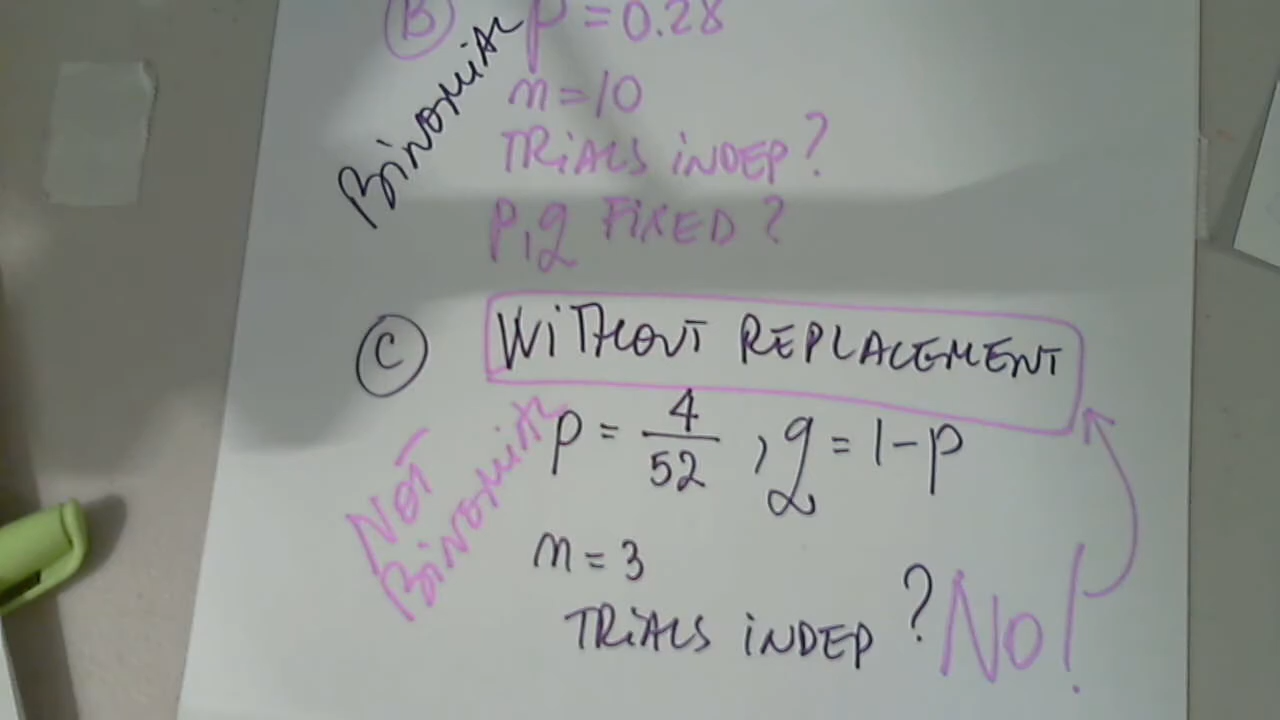 B p = 0.28
Binomial
n = 10
TRiALS iNDEP?
p, q FiXED?
C WiTHOUT REPLACEMENT
NOT
BiNOMiAL
p = 4/52, q = 1 - p
n = 3
TRiALS iNDEP? NO!